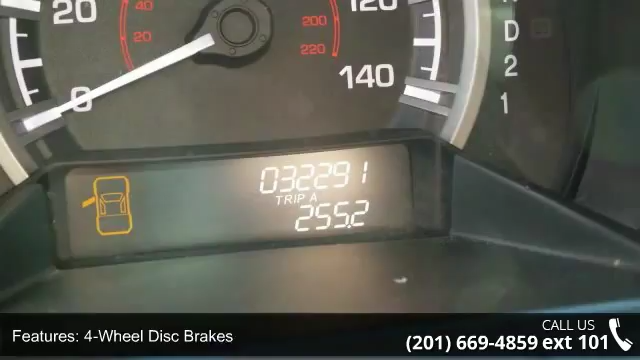 20
0
40
20
120
200
220
140
D
2
1
032291
TRIP A
255.2
Features: 4-Wheel Disc Brakes
CALL US
(201) 669-4859 ext 101